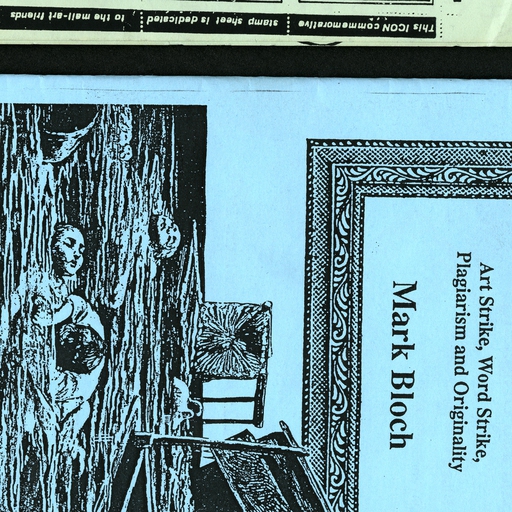 This ICON commemorative
stamp sheet is dedicated
to the mail-art friends
Art Strike, Word Strike,
Plagiarism and Originality
Mark Bloch